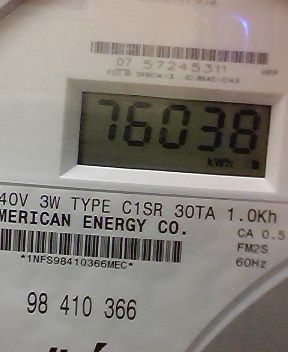 07 57245311
76038
kWh
40V 3W TYPE C1SR 30TA 1.0Kh
MERICAN ENERGY CO.
CA 0.5
FM2S
*1NFS98410366MEC*
60Hz
98 410 366